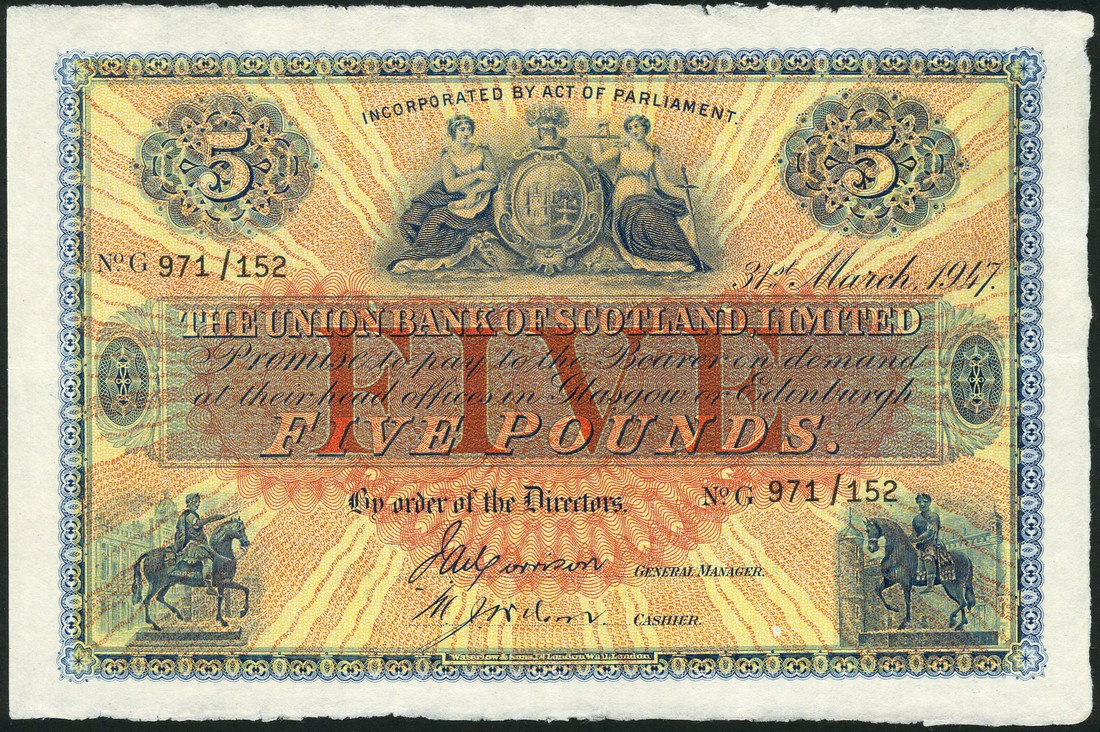 INCORPORATED BY ACT OF PARLIAMENT.
5
5
No. G 971/152
31st March, 1947.
THE UNION BANK OF SCOTLAND, LIMITED
Promise to pay to the Bearer on demand
at their head offices in Glasgow or Edinburgh
FIVE
FIVE POUNDS.
By order of the Directors.
No. G 971/152
GENERAL MANAGER.
CASHIER.
Waterlow & Sons Ld London Wall, London